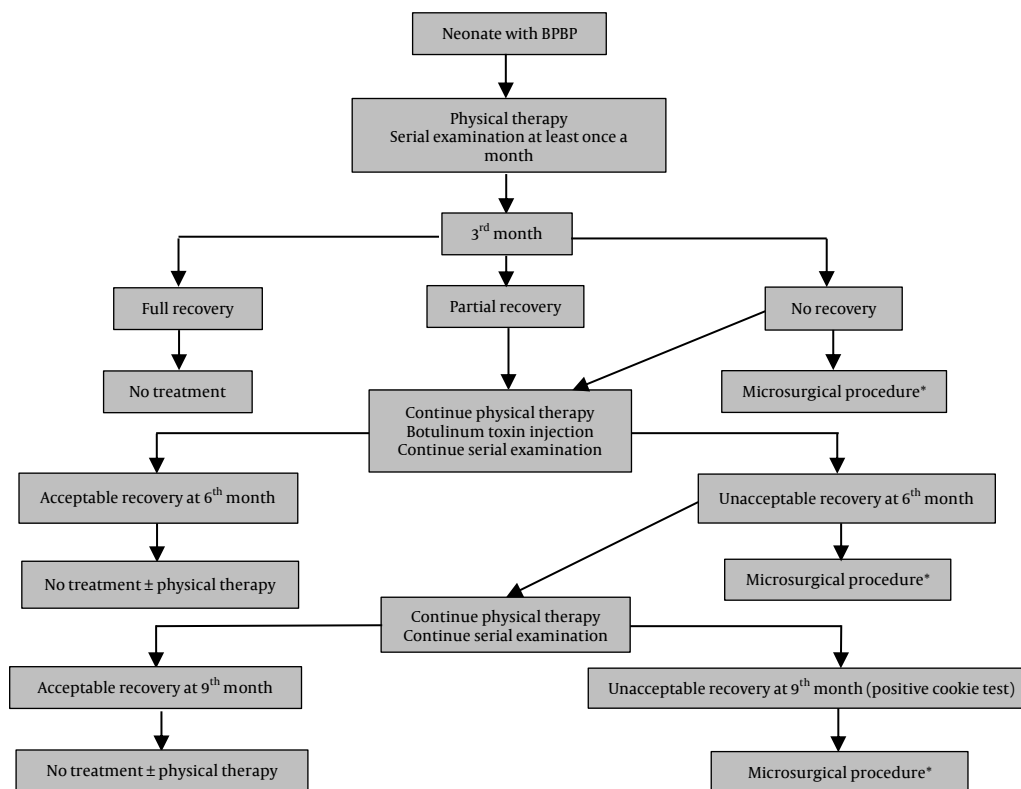 Neonate with BPBP
Physical therapy
Serial examination at least once a
month
3rd month
Full recovery
Partial recovery
No recovery
No treatment
Microsurgical procedure*
Continue physical therapy
Botulinum toxin injection
Continue serial examination
Acceptable recovery at 6th month
Unacceptable recovery at 6th month
No treatment ± physical therapy
Microsurgical procedure*
Continue physical therapy
Continue serial examination
Acceptable recovery at 9th month
Unacceptable recovery at 9th month (positive cookie test)
No treatment ± physical therapy
Microsurgical procedure*